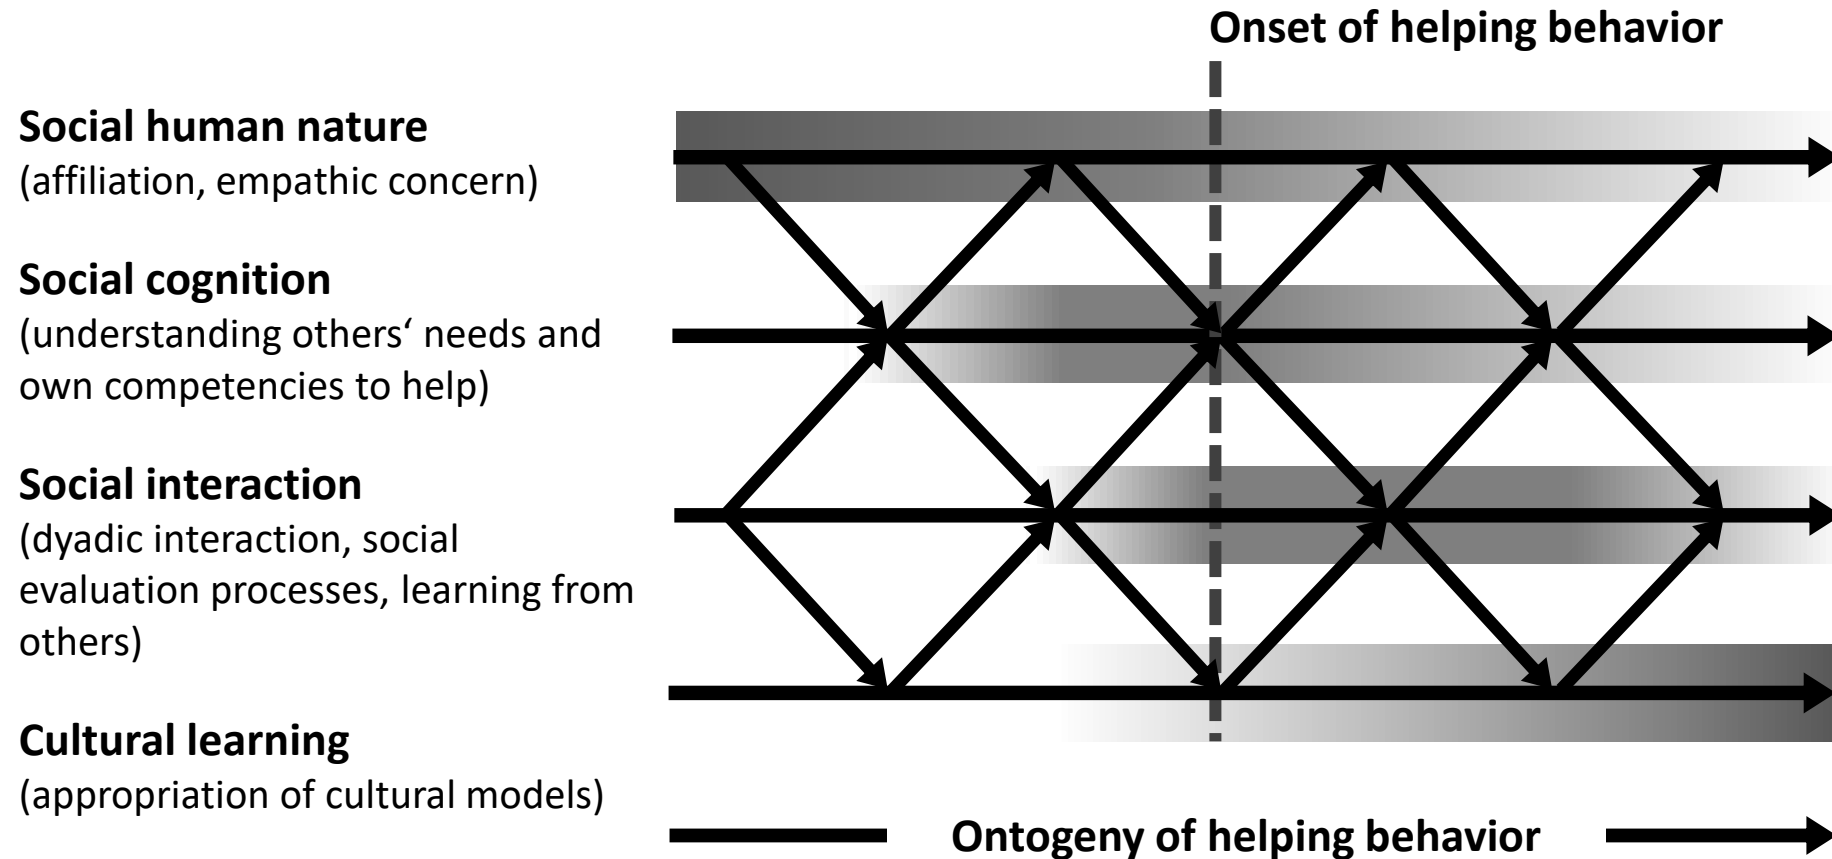 Onset of helping behavior
Social human nature
(affiliation, empathic concern)
Social cognition
(understanding others‘ needs and
own competencies to help)
Social interaction
(dyadic interaction, social
evaluation processes, learning from
others)
Cultural learning
(appropriation of cultural models)
Ontogeny of helping behavior